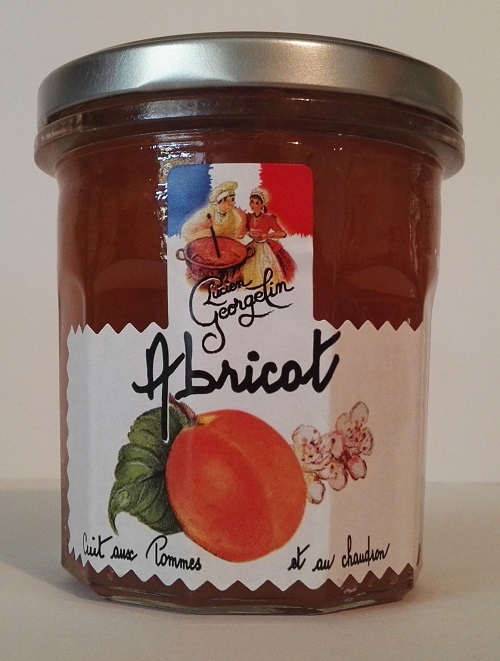 Lucien
Georgelin
Abricot
Cuit aux Pommes et au chaudron